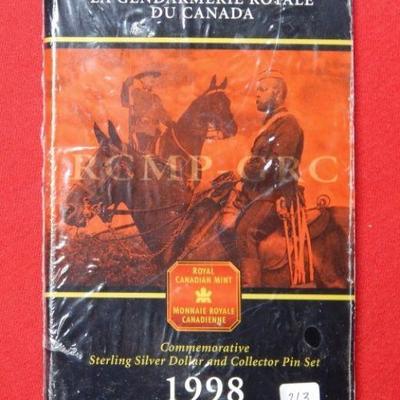 LA GENDARMERIE ROYALE
DU CANADA
RCMP-GRC
ROYAL
CANADIAN MINT
MONNAIE ROYALE
CANADIENNE
Commemorative
Sterling Silver Dollar and Collector Pin Set
1998
213